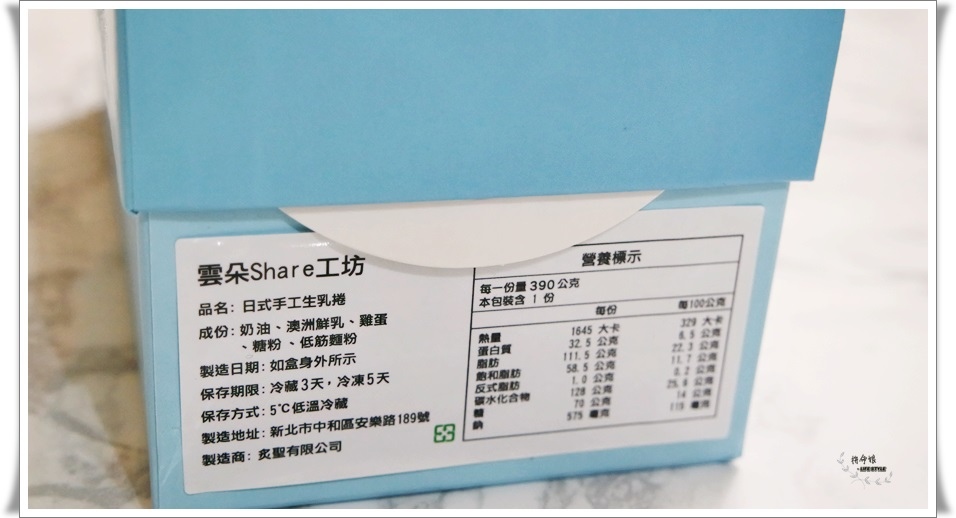 雲朵Share工坊
品名: 日式手工生乳捲
成份: 奶油、澳洲鮮乳、雞蛋
、糖粉、低筋麵粉
製造日期: 如盒身外所示
保存期限: 冷藏3天，冷凍5天
保存方式: 5℃低溫冷藏
製造地址: 新北市中和區安樂路189號
製造商: 炙聖有限公司
營養標示
每一份量 390公克
本包裝含 1 份
每份 每100公克
熱量 1645 大卡 329 大卡
蛋白質 32.5 公克 6.5 公克
脂肪 111.5 公克 22.3 公克
飽和脂肪 58.5 公克 11.7 公克
反式脂肪 1.0 公克 0.2 公克
碳水化合物 128 公克 25.6 公克
糖 70 公克 14 公克
鈉 575 毫克 115 毫克